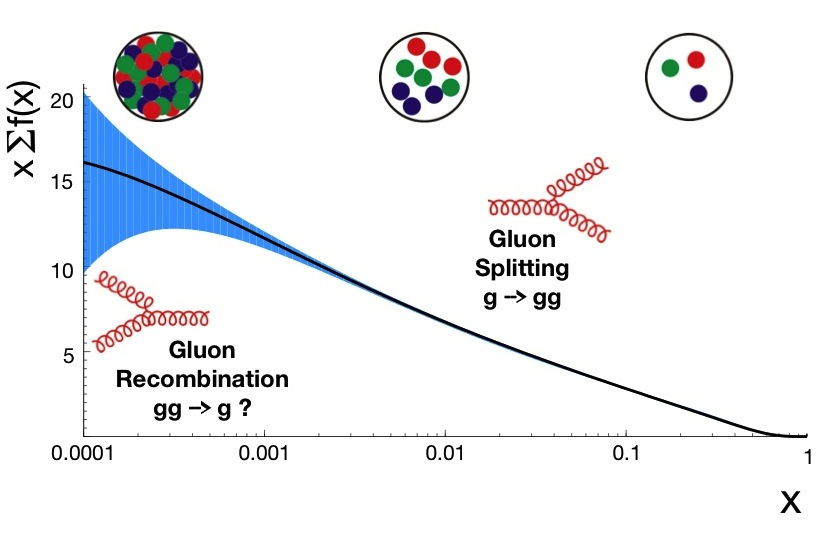 x Σf(x)
20
15
10
5
Gluon
Splitting
g -> gg
Gluon
Recombination
gg -> g ?
0.0001
0.001
0.01
0.1
1
x